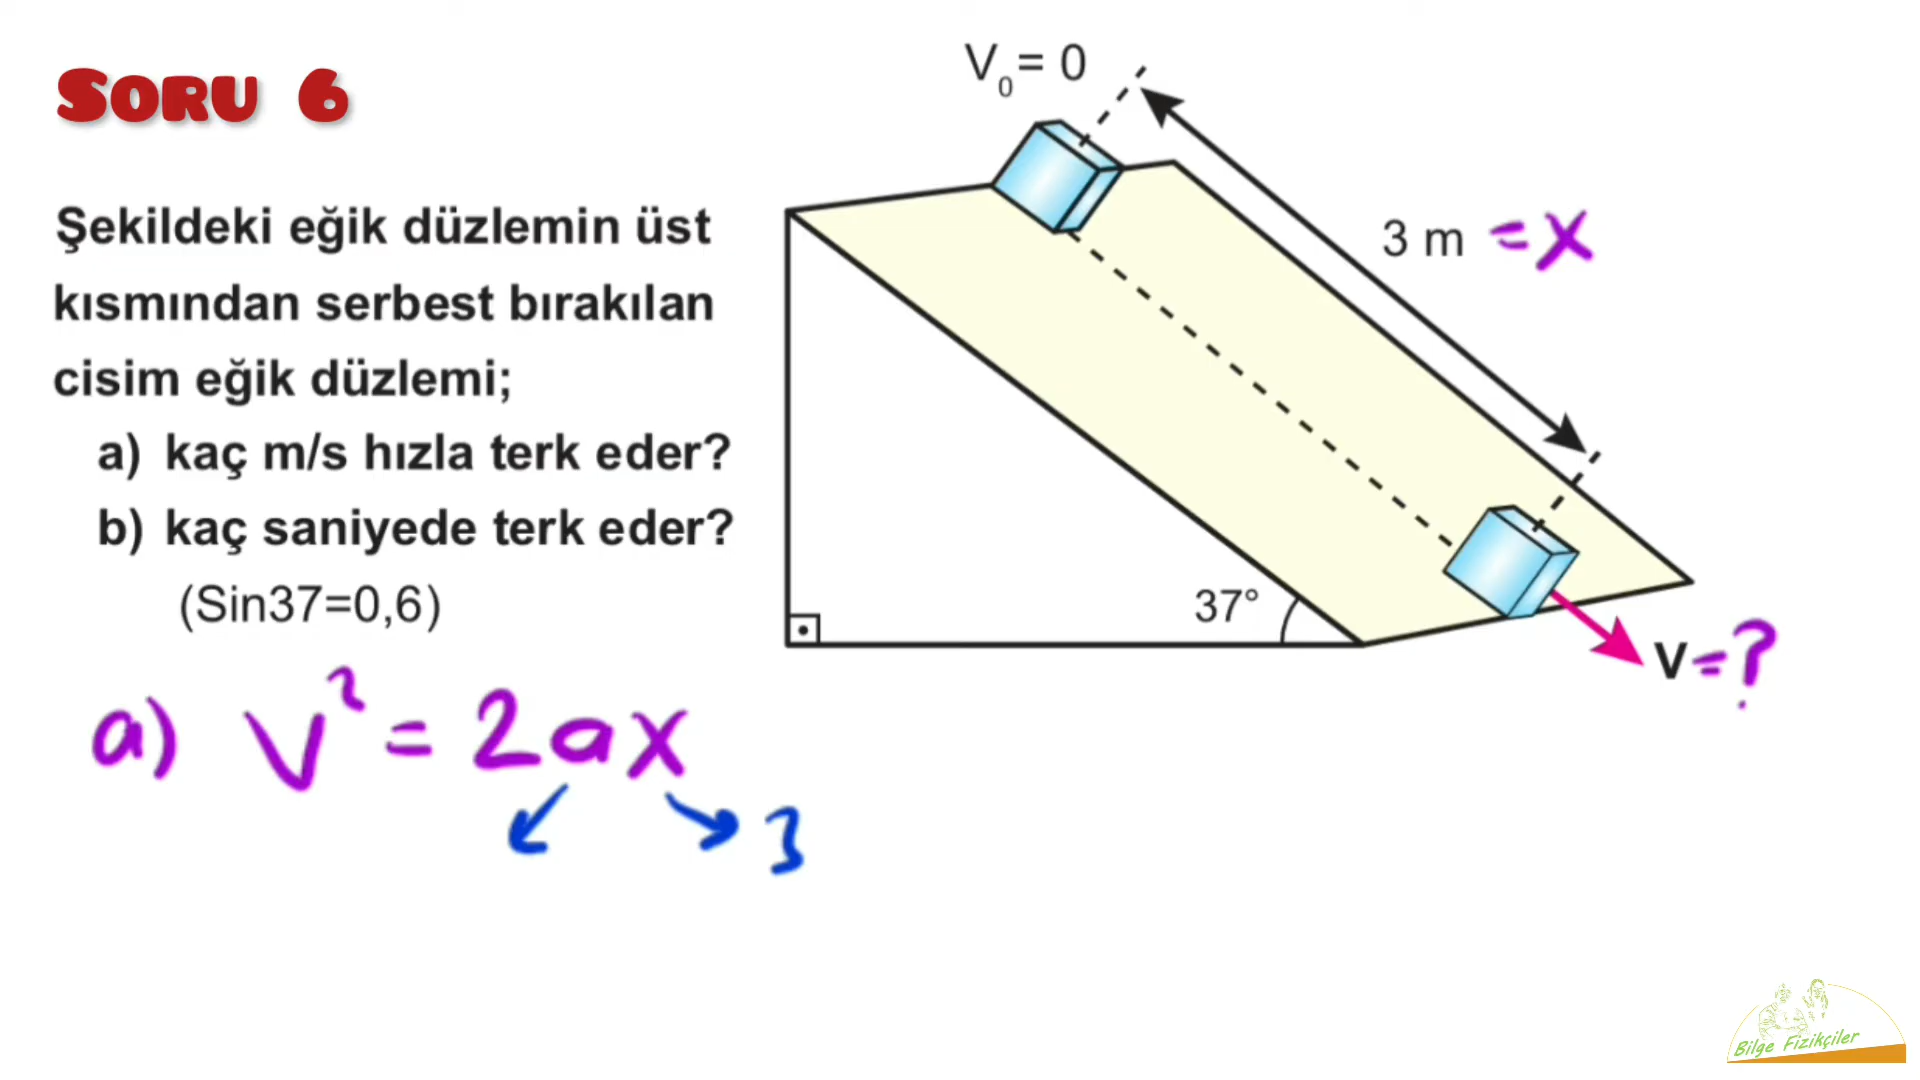 SORU 6
Şekildeki eğik düzlemin üst
kısmından serbest bırakılan
cisim eğik düzlemi;
a) kaç m/s hızla terk eder?
b) kaç saniyede terk eder?
(Sin37=0,6)
V₀= 0
3 m = x
37°
V=?
a) V² = 2ax
3
Bilge Fizikçiler